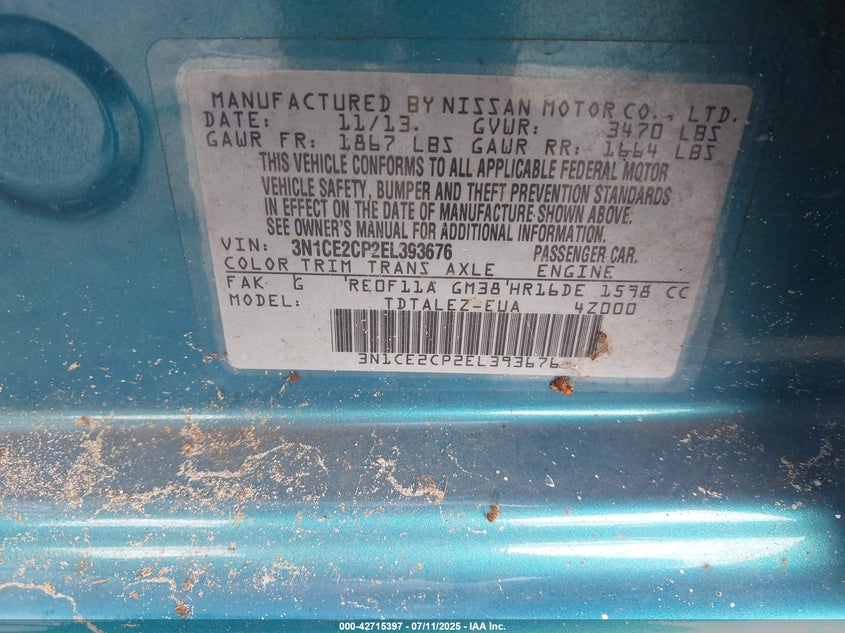 MANUFACTURED BY NISSAN MOTOR CO., LTD.
DATE: 11/13. GVWR: 3470 LBS
GAWR FR: 1867 LBS GAWR RR: 1664 LBS
THIS VEHICLE CONFORMS TO ALL APPLICABLE FEDERAL MOTOR
VEHICLE SAFETY, BUMPER AND THEFT PREVENTION STANDARDS
IN EFFECT ON THE DATE OF MANUFACTURE SHOWN ABOVE.
SEE OWNER'S MANUAL FOR ADDITIONAL INFORMATION.
VIN: 3N1CE2CP2EL393676 PASSENGER CAR.
COLOR TRIM TRANS AXLE ENGINE
FAK G RE0F11A GM38 HR16DE 1598 CC
MODEL: TDTALEZ-EUA 4Z000
3N1CE2CP2EL393676
000-42715397 - 07/11/2025 - IAA Inc.